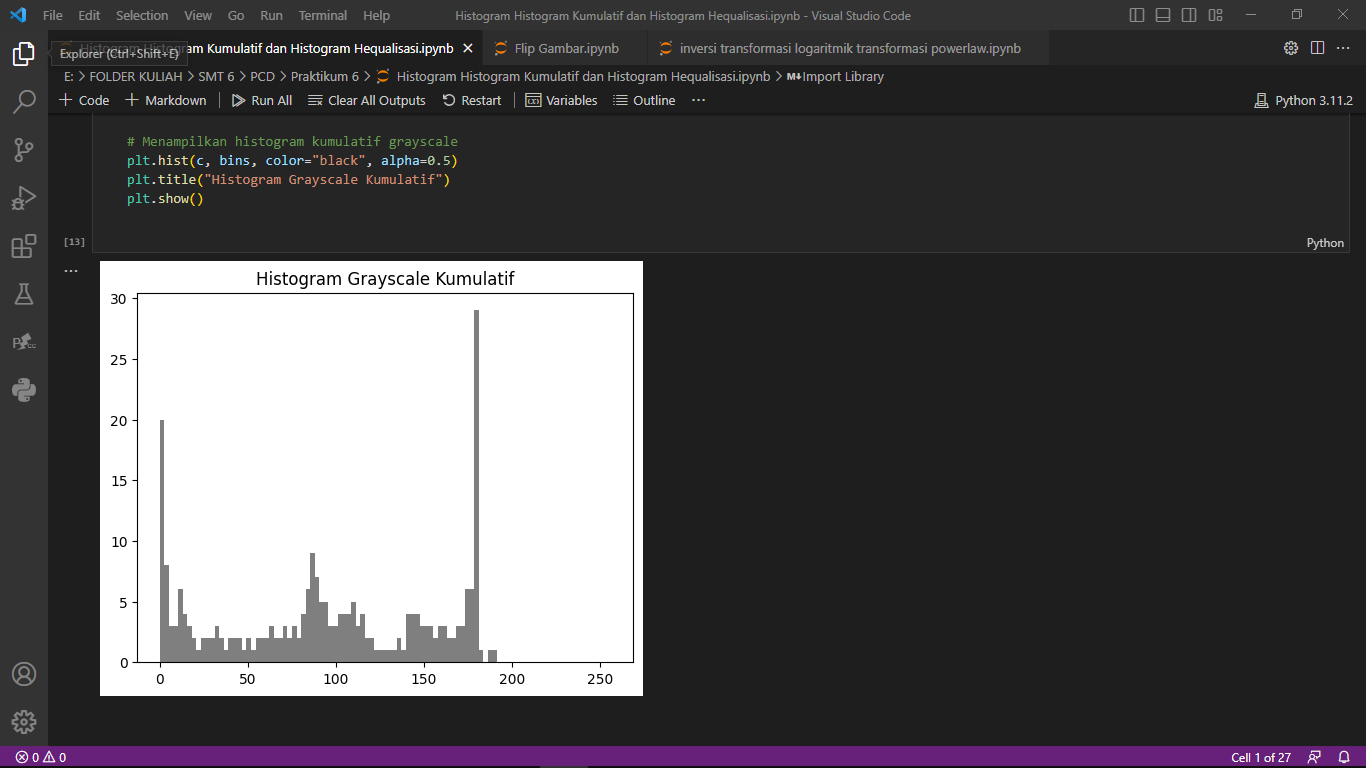 File Edit Selection View Go Run Terminal Help Histogram Histogram Kumulatif dan Histogram Hequalisasi.ipynb - Visual Studio Code
Kumulatif dan Histogram Hequalisasi.ipynb Flip Gambar.ipynb inversi transformasi logaritmik transformasi powerlaw.ipynb
Explorer (Ctrl+Shift+E)
E: > FOLDER KULIAH > SMT 6 > PCD > Praktikum 6 > Histogram Histogram Kumulatif dan Histogram Hequalisasi.ipynb > M↓Import Library
+ Code + Markdown Run All Clear All Outputs Restart Variables Outline ··· Python 3.11.2
# Menampilkan histogram kumulatif grayscale
plt.hist(c, bins, color="black", alpha=0.5)
plt.title("Histogram Grayscale Kumulatif")
plt.show()
[13]
Python
Histogram Grayscale Kumulatif
30
25
20
15
10
5
0
0 50 100 150 200 250
0 0 Cell 1 of 27